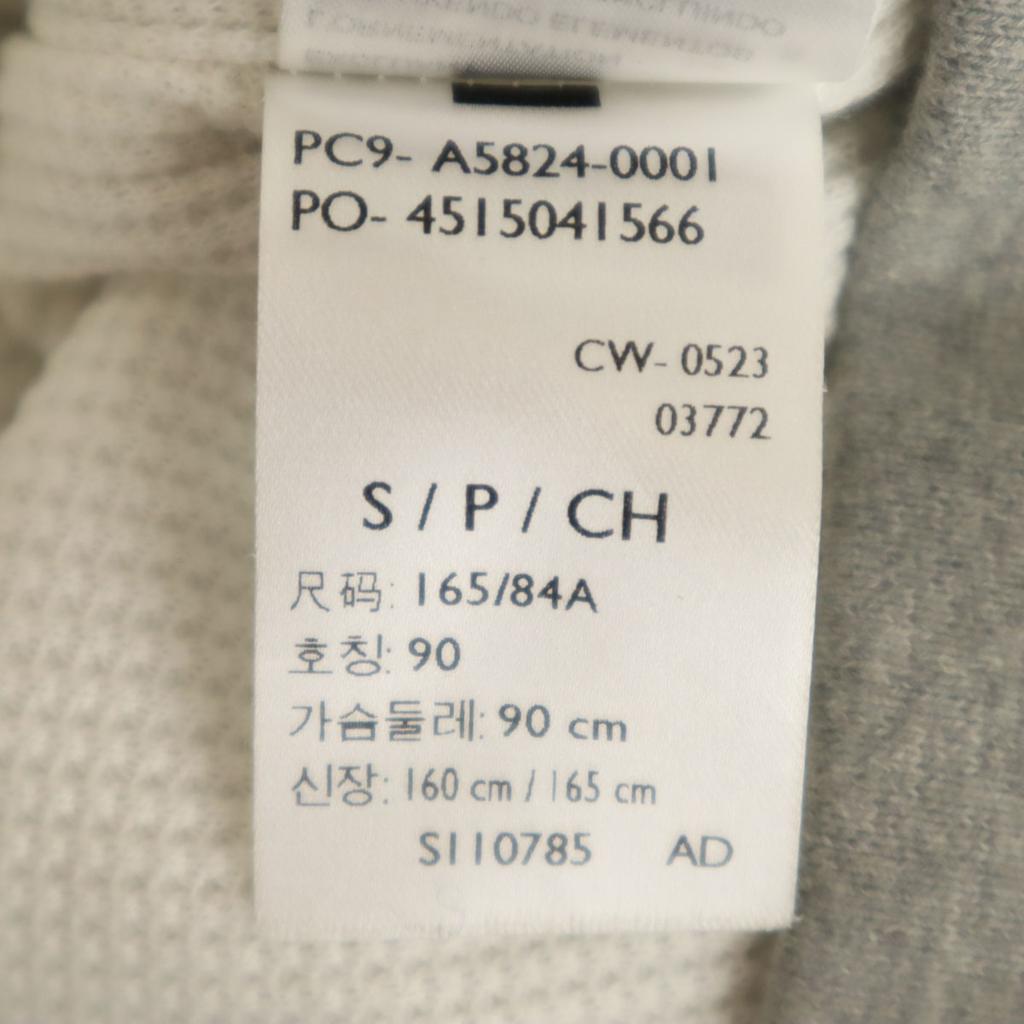 PC9- A5824-0001
PO- 4515041566
CW- 0523
03772
S / P / CH
尺码: 165/84A
호칭: 90
가슴둘레: 90 cm
신장: 160 cm / 165 cm
S110785 AD